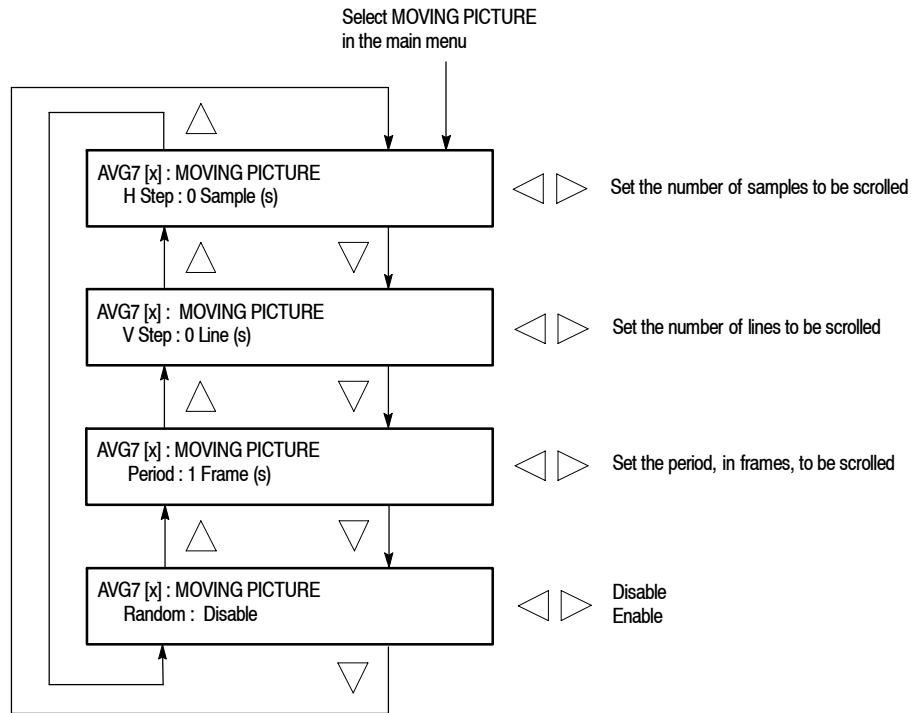 Select MOVING PICTURE
in the main menu
AVG7 [x] : MOVING PICTURE
H Step : 0 Sample (s)
Set the number of samples to be scrolled
AVG7 [x] : MOVING PICTURE
V Step : 0 Line (s)
Set the number of lines to be scrolled
AVG7 [x] : MOVING PICTURE
Period : 1 Frame (s)
Set the period, in frames, to be scrolled
AVG7 [x] : MOVING PICTURE
Random : Disable
Disable
Enable